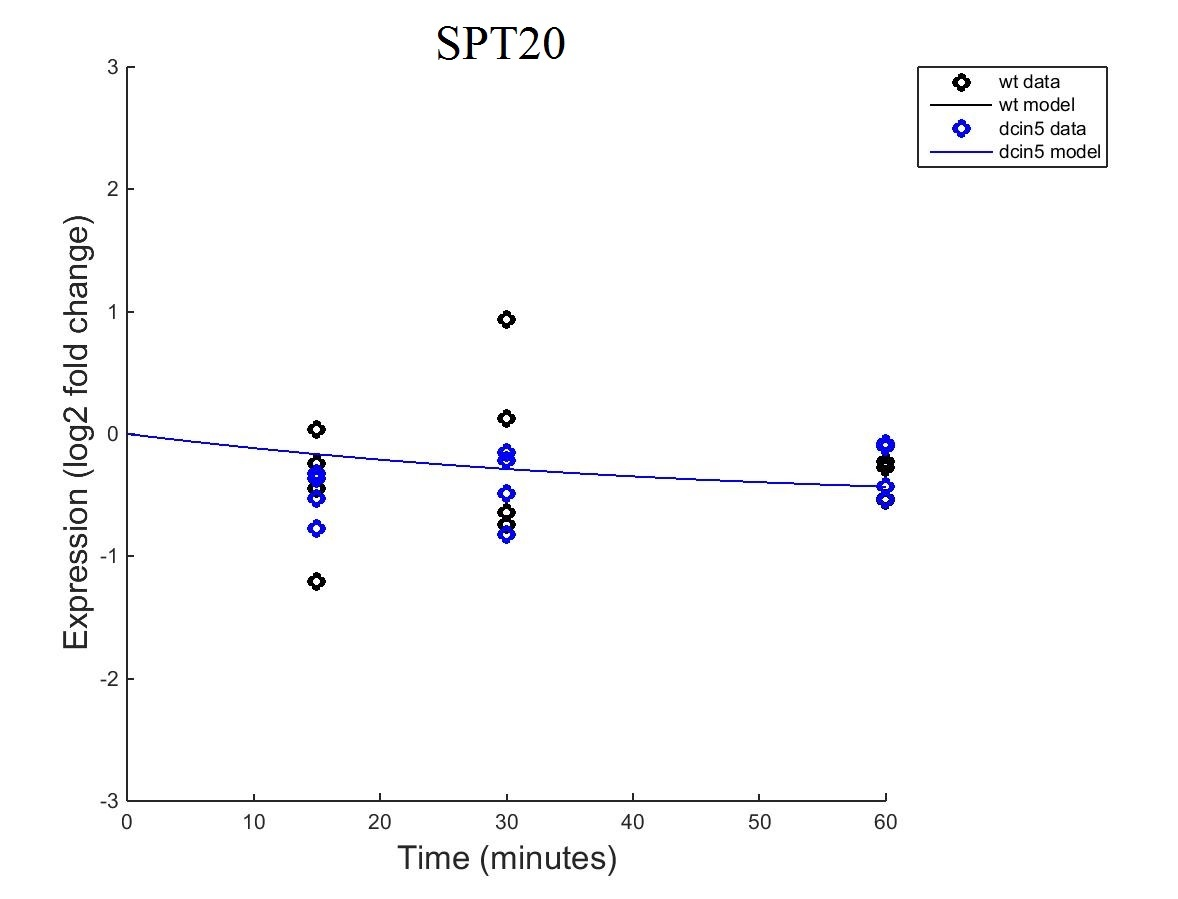 SPT20
wt data
wt model
dcin5 data
dcin5 model
3
2
1
0
-1
-2
-3
Expression (log2 fold change)
0 10 20 30 40 50 60
Time (minutes)